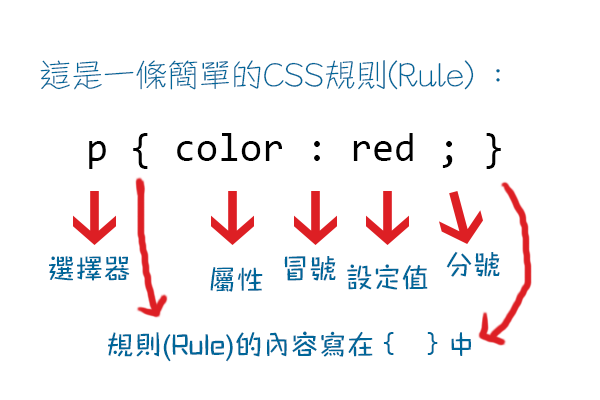 這是一條簡單的CSS規則(Rule)：
p { color : red ; }
選擇器 屬性 冒號 設定值 分號
規則(Rule)的內容寫在{ }中